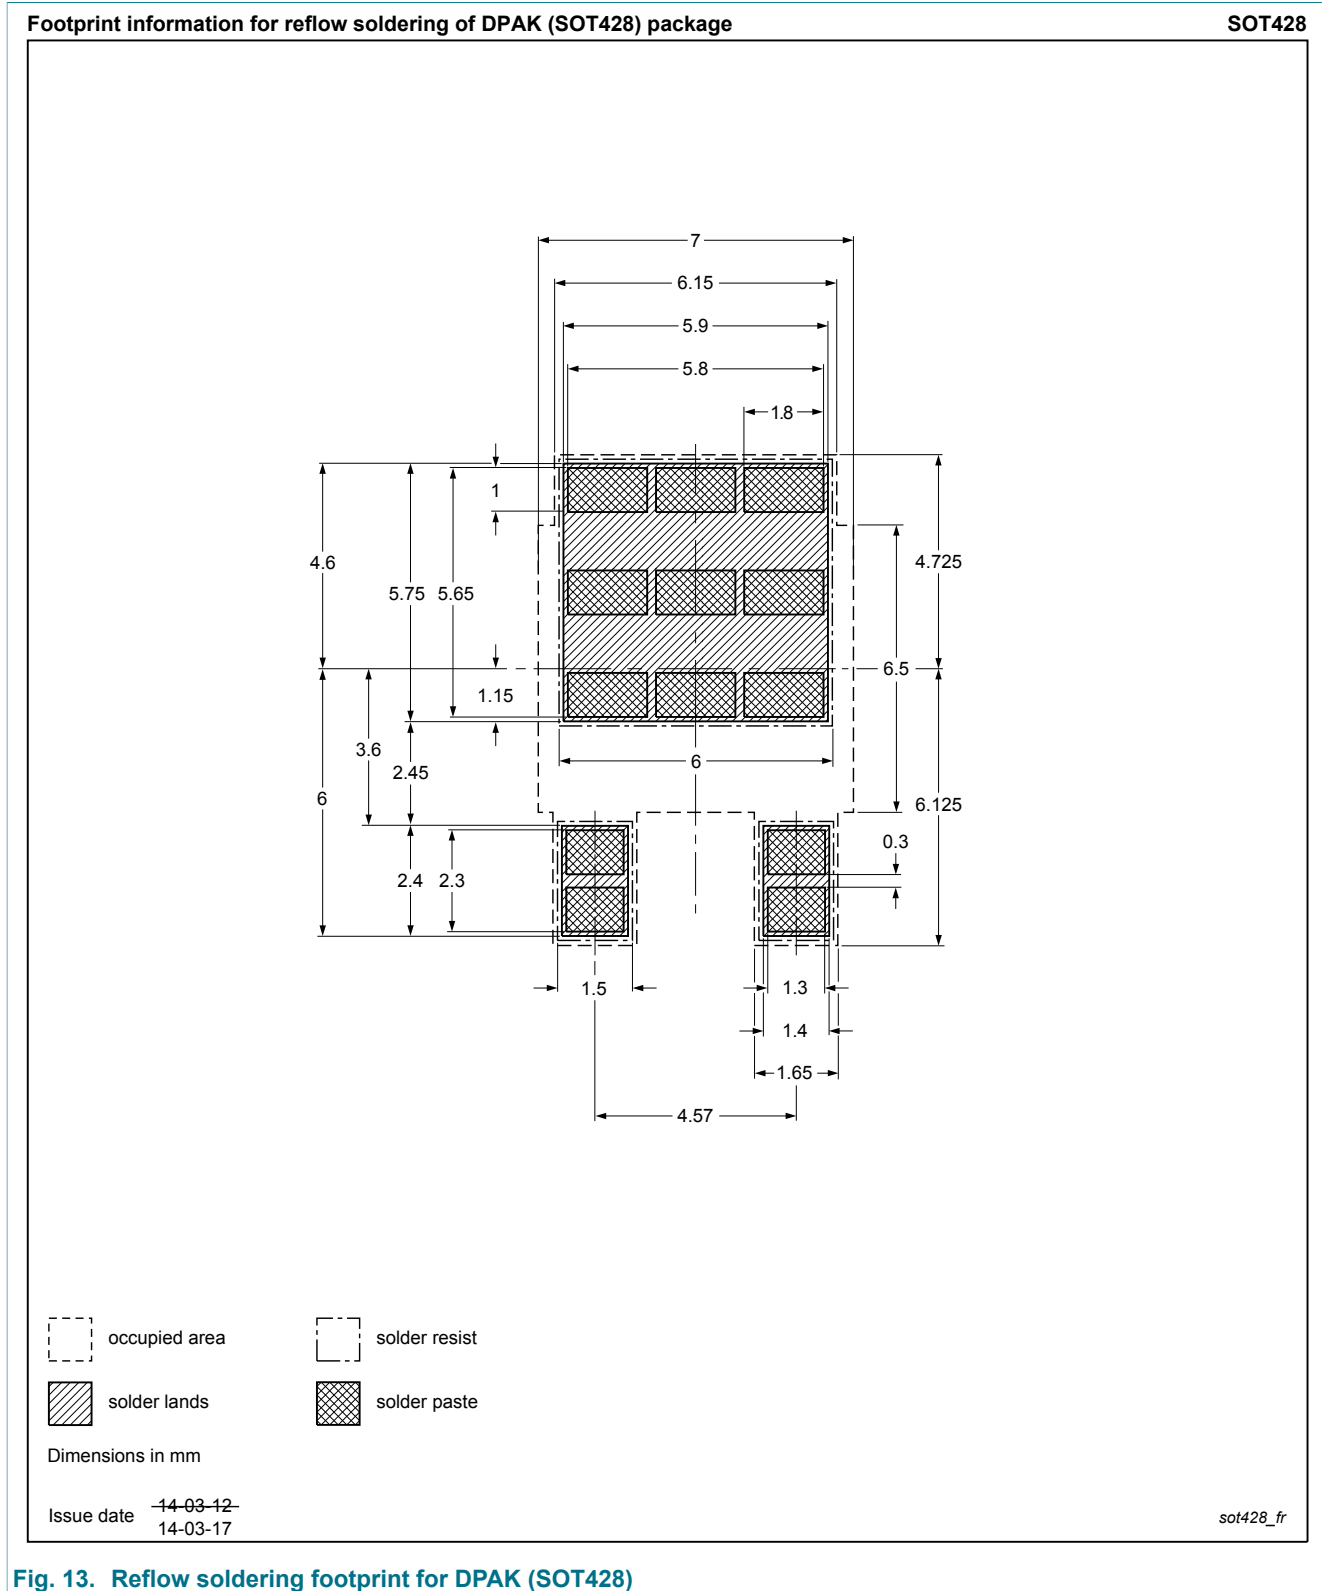 Footprint information for reflow soldering of DPAK (SOT428) package SOT428
7
6.15
5.9
5.8
1.8
1
4.6
5.75
5.65
4.725
6.5
1.15
3.6
2.45
6
6
6.125
0.3
2.4
2.3
1.5
1.3
1.4
1.65
4.57
occupied area
solder resist
solder lands
solder paste
Dimensions in mm
Issue date 14-03-12
14-03-17
sot428_fr
Fig. 13. Reflow soldering footprint for DPAK (SOT428)